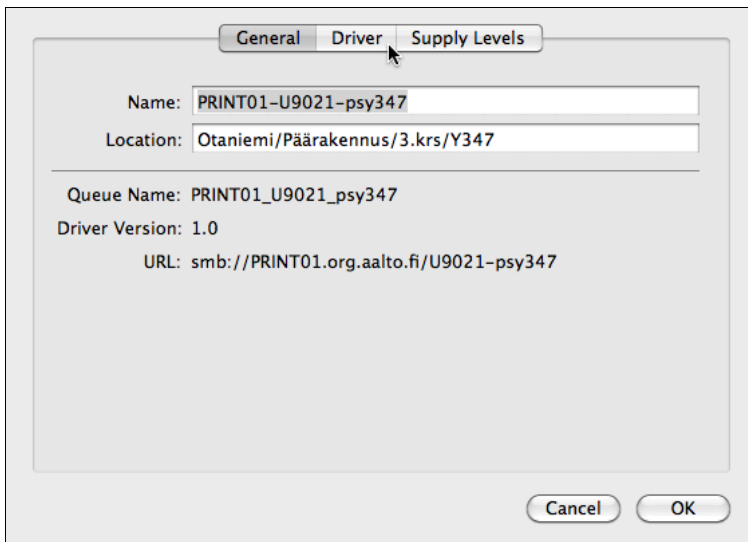 General Driver Supply Levels
Name: PRINT01-U9021-psy347
Location: Otaniemi/Päärakennus/3.krs/Y347
Queue Name: PRINT01_U9021_psy347
Driver Version: 1.0
URL: smb://PRINT01.org.aalto.fi/U9021-psy347
Cancel OK